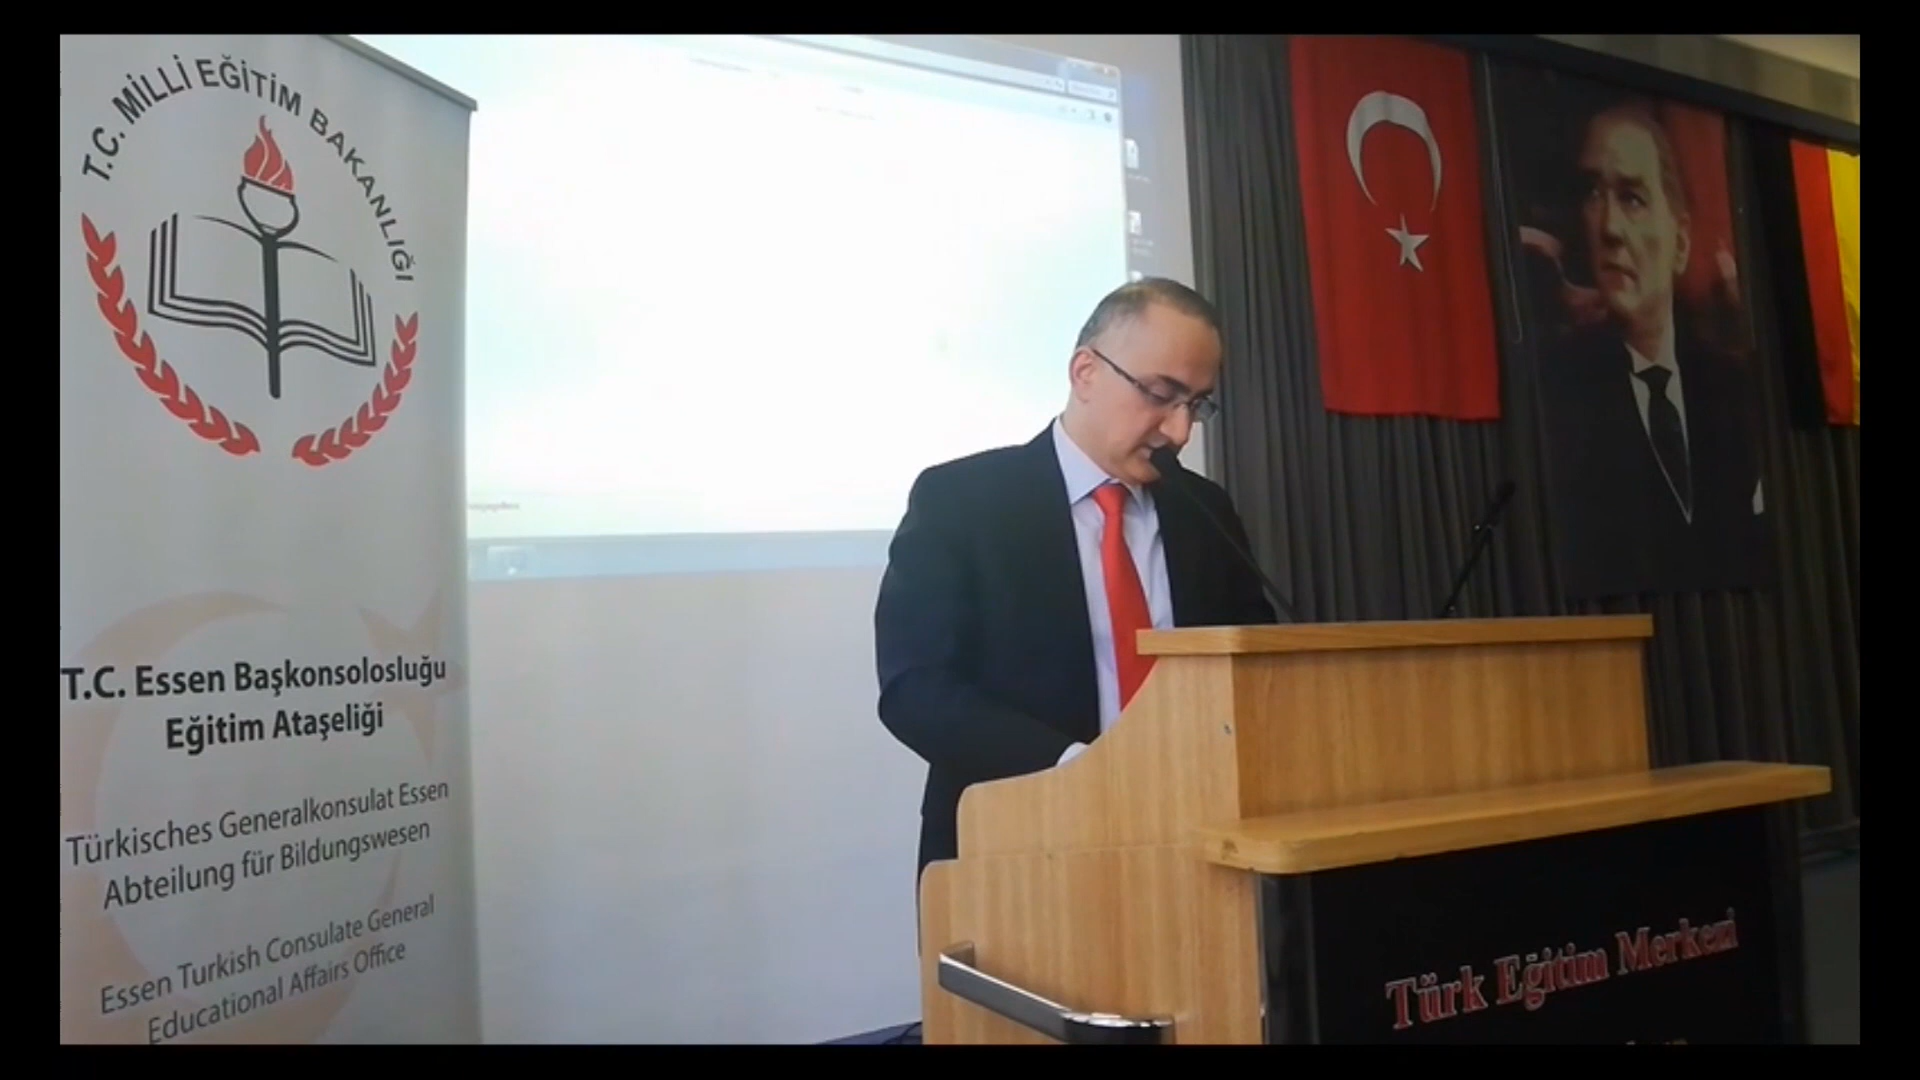 T.C. MİLLİ EĞİTİM BAKANLIĞI
T.C. Essen Başkonsolosluğu
Eğitim Ataşeliği
Türkisches Generalkonsulat Essen
Abteilung für Bildungswesen
Essen Turkish Consulate General
Educational Affairs Office
Türk Eğitim Merkezi